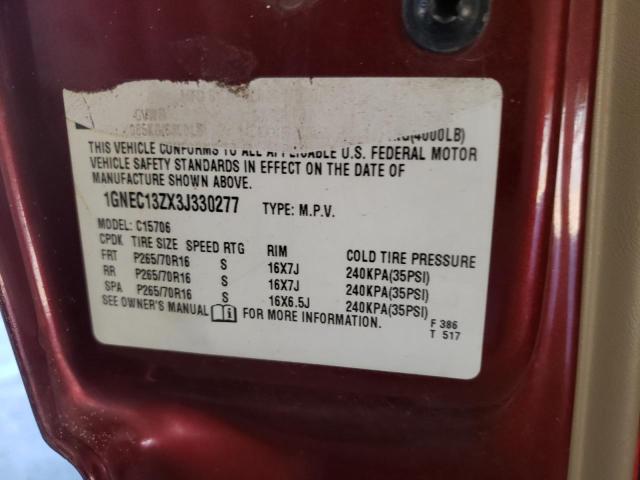 GVWR
(4000LB)
THIS VEHICLE CONFORMS TO ALL APPLICABLE U.S. FEDERAL MOTOR
VEHICLE SAFETY STANDARDS IN EFFECT ON THE DATE OF
MANUFACTURE SHOWN ABOVE.
1GNEC13ZX3J330277 TYPE: M.P.V.
MODEL: C15706
CPDK TIRE SIZE SPEED RTG RIM COLD TIRE PRESSURE
FRT P265/70R16 S 16X7J 240KPA(35PSI)
RR P265/70R16 S 16X7J 240KPA(35PSI)
SPA P265/70R16 S 16X6.5J 240KPA(35PSI)
SEE OWNER'S MANUAL FOR MORE INFORMATION.
F 386
T 517